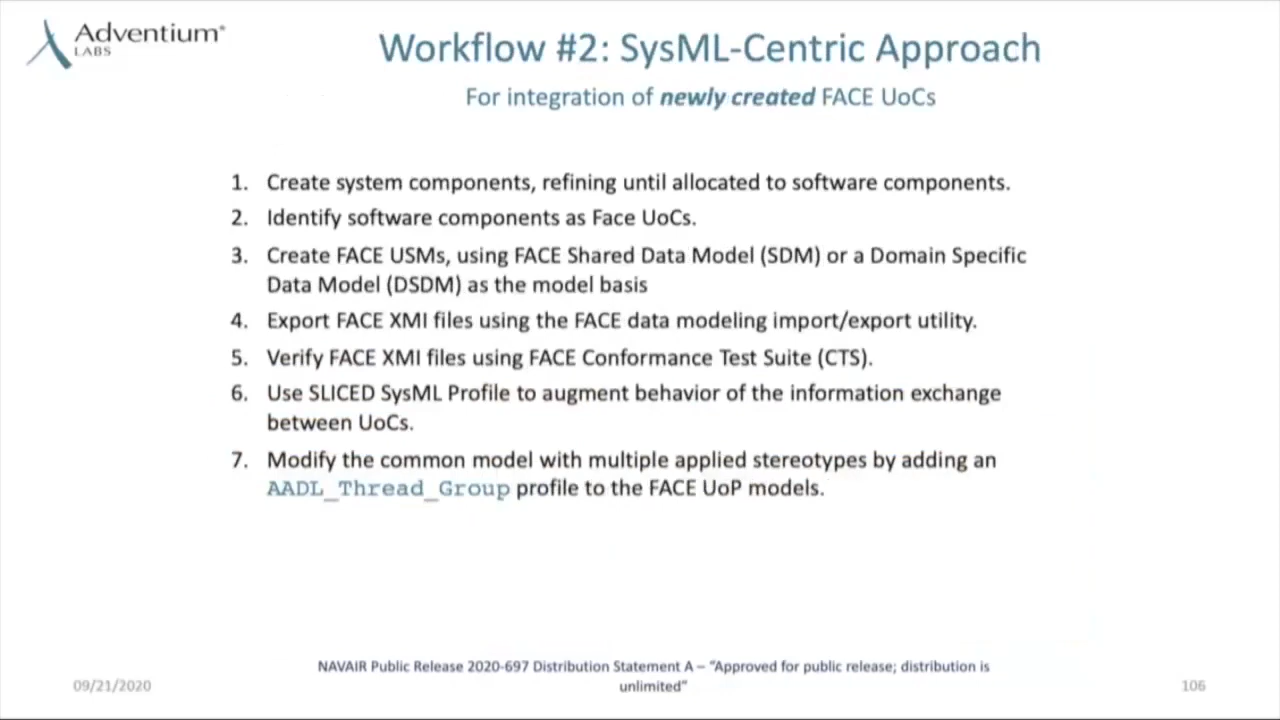 Adventium®
LABS
Workflow #2: SysML-Centric Approach
For integration of newly created FACE UoCs
1. Create system components, refining until allocated to software components.
2. Identify software components as Face UoCs.
3. Create FACE USMs, using FACE Shared Data Model (SDM) or a Domain Specific
Data Model (DSDM) as the model basis
4. Export FACE XMI files using the FACE data modeling import/export utility.
5. Verify FACE XMI files using FACE Conformance Test Suite (CTS).
6. Use SLICED SysML Profile to augment behavior of the information exchange
between UoCs.
7. Modify the common model with multiple applied stereotypes by adding an
AADL_Thread_Group profile to the FACE UoP models.
NAVAIR Public Release 2020-697 Distribution Statement A – “Approved for public release; distribution is
unlimited”
09/21/2020
106